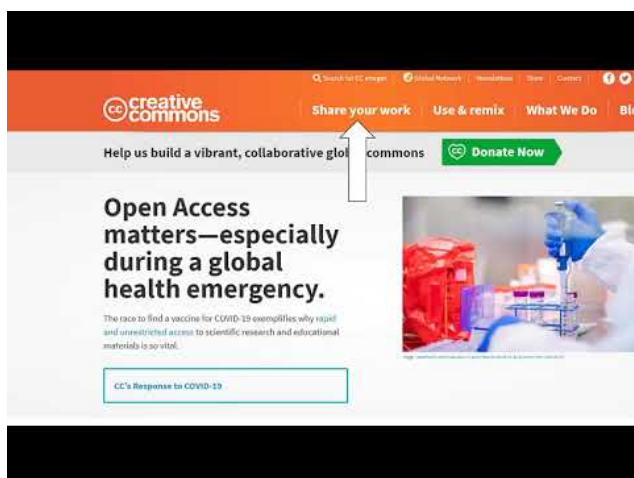 Search for CC images Global Network Newsletters Store Contact
creative
commons
Share your work Use & remix What We Do Blo
Help us build a vibrant, collaborative glo commons Donate Now
Open Access
matters—especially
during a global
health emergency.
The race to find a vaccine for COVID-19 exemplifies why rapid
and unrestricted access to scientific research and educational
materials is so vital.
CC's Response to COVID-19